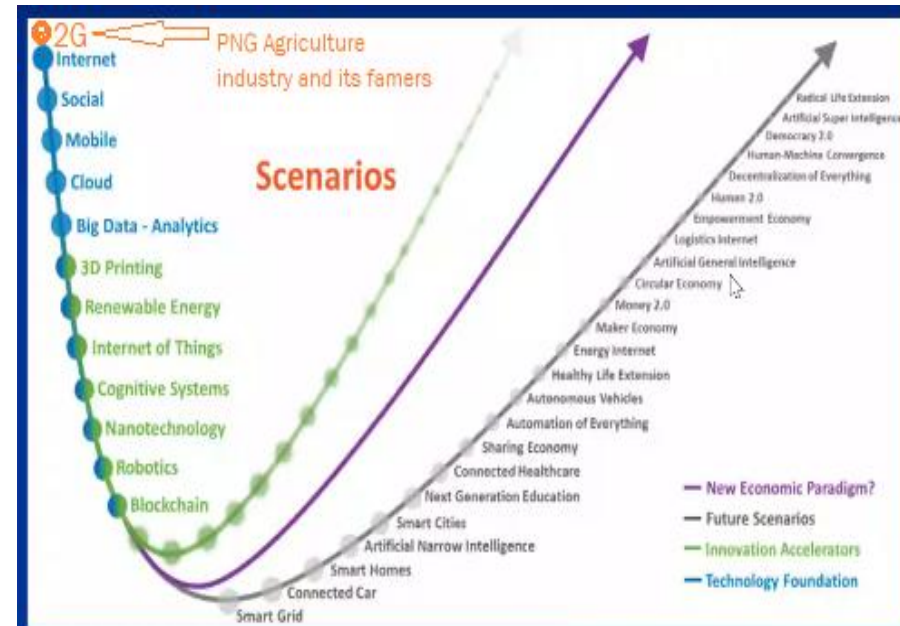 2G
PNG Agriculture
industry and its famers
Internet
Social
Mobile
Cloud
Big Data - Analytics
3D Printing
Renewable Energy
Internet of Things
Cognitive Systems
Nanotechnology
Robotics
Blockchain
Scenarios
Radical Life Extension
Artificial Super Intelligence
Democracy 2.0
Human-Machine Convergence
Decentralization of Everything
Human 2.0
Empowerment Economy
Logistics Internet
Artificial General Intelligence
Circular Economy
Money 2.0
Maker Economy
Energy Internet
Healthy Life Extension
Autonomous Vehicles
Automation of Everything
Sharing Economy
Connected Healthcare
Next Generation Education
Smart Cities
Artificial Narrow Intelligence
Smart Homes
Connected Car
Smart Grid
New Economic Paradigm?
Future Scenarios
Innovation Accelerators
Technology Foundation